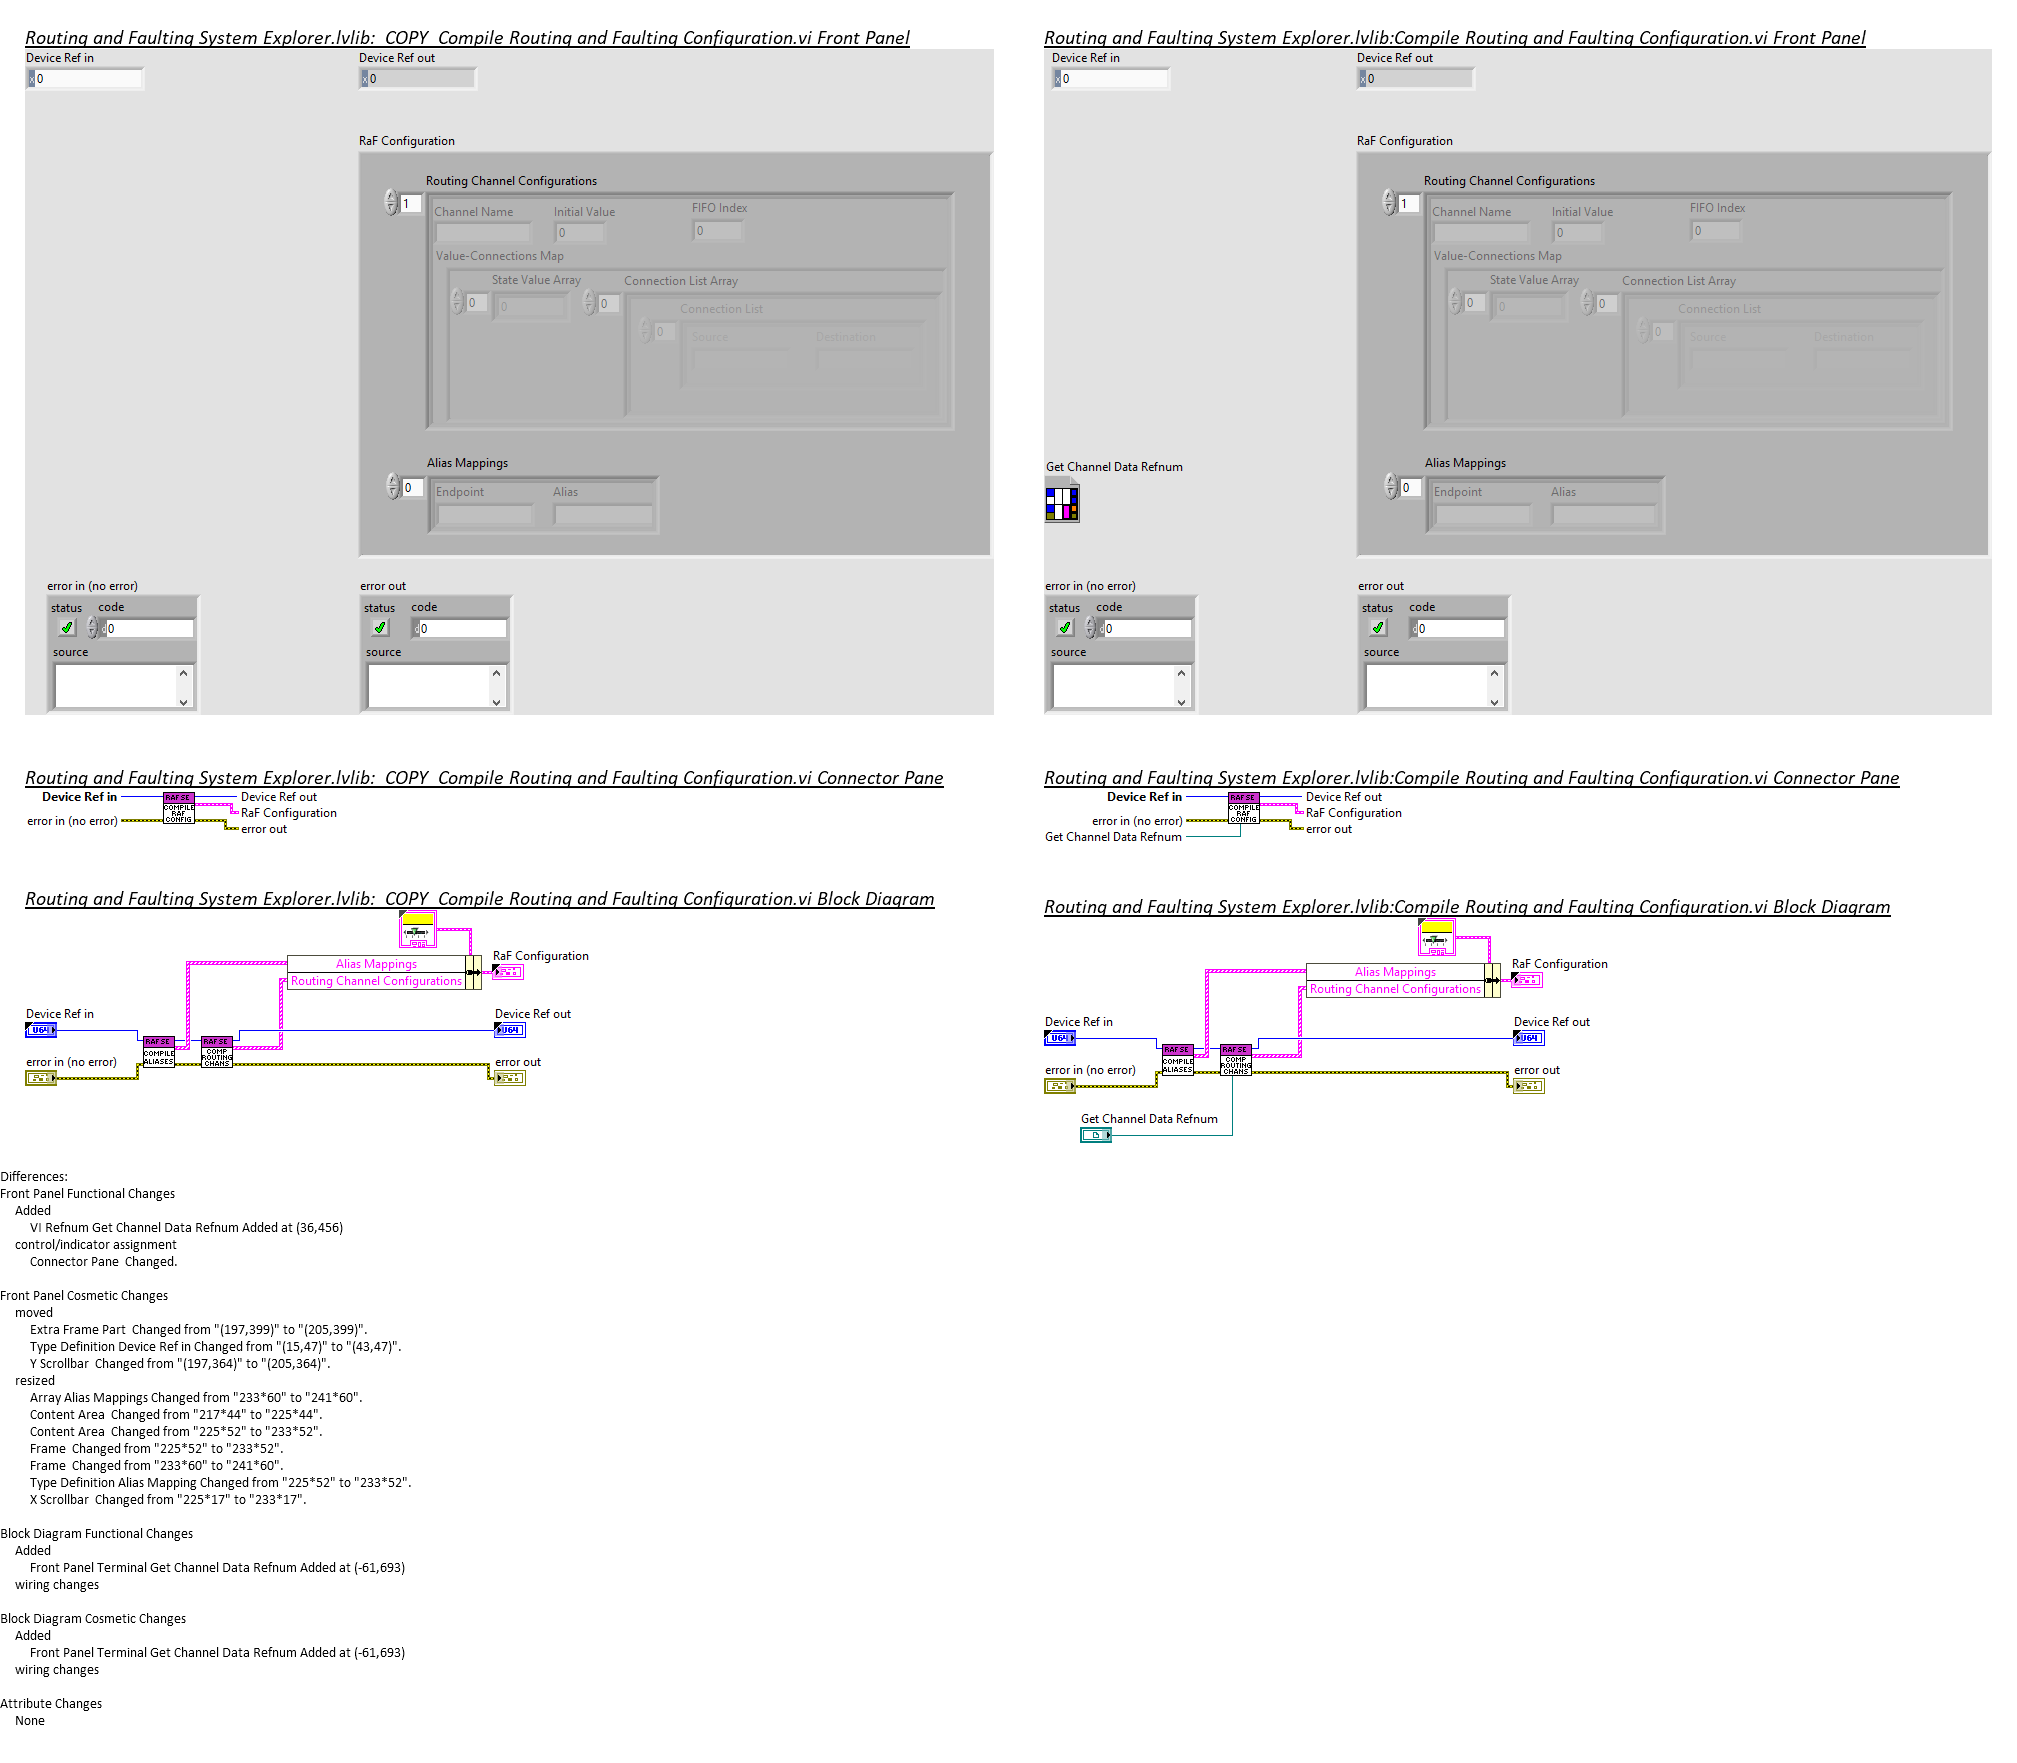 Routing and Faulting System Explorer.lvlib:_COPY_Compile Routing and Faulting Configuration.vi Front Panel
Device Ref in
x 0
Device Ref out
x 0
RaF Configuration
Routing Channel Configurations
1
Channel Name
Initial Value
FIFO Index
0
0
Value-Connections Map
State Value Array
Connection List Array
0
0
0
Connection List
0
Source
Destination
Alias Mappings
0
Endpoint
Alias
error in (no error)
status
code
d 0
source
error out
status
code
d 0
source
Routing and Faulting System Explorer.lvlib:Compile Routing and Faulting Configuration.vi Front Panel
Device Ref in
x 0
Device Ref out
x 0
RaF Configuration
Routing Channel Configurations
1
Channel Name
Initial Value
FIFO Index
0
0
Value-Connections Map
State Value Array
Connection List Array
0
0
0
Connection List
0
Source
Destination
Get Channel Data Refnum
Alias Mappings
0
Endpoint
Alias
error in (no error)
status
code
d 0
source
error out
status
code
d 0
source
Routing and Faulting System Explorer.lvlib:_COPY_Compile Routing and Faulting Configuration.vi Connector Pane
Device Ref in
error in (no error)
RAF SE
COMPILE
RAF
CONFIG
Device Ref out
RaF Configuration
error out
Routing and Faulting System Explorer.lvlib:Compile Routing and Faulting Configuration.vi Connector Pane
Device Ref in
error in (no error)
Get Channel Data Refnum
RAF SE
COMPILE
RAF
CONFIG
Device Ref out
RaF Configuration
error out
Routing and Faulting System Explorer.lvlib:_COPY_Compile Routing and Faulting Configuration.vi Block Diagram
Alias Mappings
Routing Channel Configurations
RaF Configuration
Device Ref in
U64
Device Ref out
U64
RAF SE
COMPILE
ALIASES
RAF SE
COMP
ROUTING
CHANS
error in (no error)
error out
Routing and Faulting System Explorer.lvlib:Compile Routing and Faulting Configuration.vi Block Diagram
Alias Mappings
Routing Channel Configurations
RaF Configuration
Device Ref in
U64
Device Ref out
U64
RAF SE
COMPILE
ALIASES
RAF SE
COMP
ROUTING
CHANS
error in (no error)
error out
Get Channel Data Refnum
Differences:
Front Panel Functional Changes
Added
VI Refnum Get Channel Data Refnum Added at (36,456)
control/indicator assignment
Connector Pane  Changed.
Front Panel Cosmetic Changes
moved
Extra Frame Part  Changed from "(197,399)" to "(205,399)".
Type Definition Device Ref in Changed from "(15,47)" to "(43,47)".
Y Scrollbar  Changed from "(197,364)" to "(205,364)".
resized
Array Alias Mappings Changed from "233*60" to "241*60".
Content Area  Changed from "217*44" to "225*44".
Content Area  Changed from "225*52" to "233*52".
Frame  Changed from "225*52" to "233*52".
Frame  Changed from "233*60" to "241*60".
Type Definition Alias Mapping Changed from "225*52" to "233*52".
X Scrollbar  Changed from "225*17" to "233*17".
Block Diagram Functional Changes
Added
Front Panel Terminal Get Channel Data Refnum Added at (-61,693)
wiring changes
Block Diagram Cosmetic Changes
Added
Front Panel Terminal Get Channel Data Refnum Added at (-61,693)
wiring changes
Attribute Changes
None